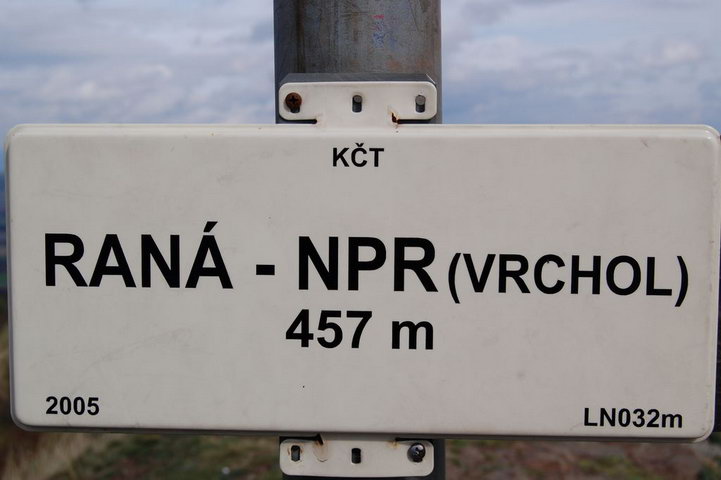 KČT
RANÁ - NPR (VRCHOL)
457 m
2005
LN032m